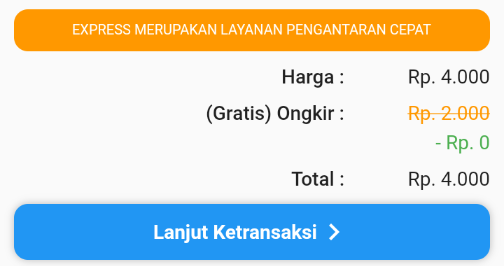 EXPRESS MERUPAKAN LAYANAN PENGANTARAN CEPAT
Harga : Rp. 4.000
(Gratis) Ongkir : Rp. 2.000
- Rp. 0
Total : Rp. 4.000
Lanjut Ketransaksi